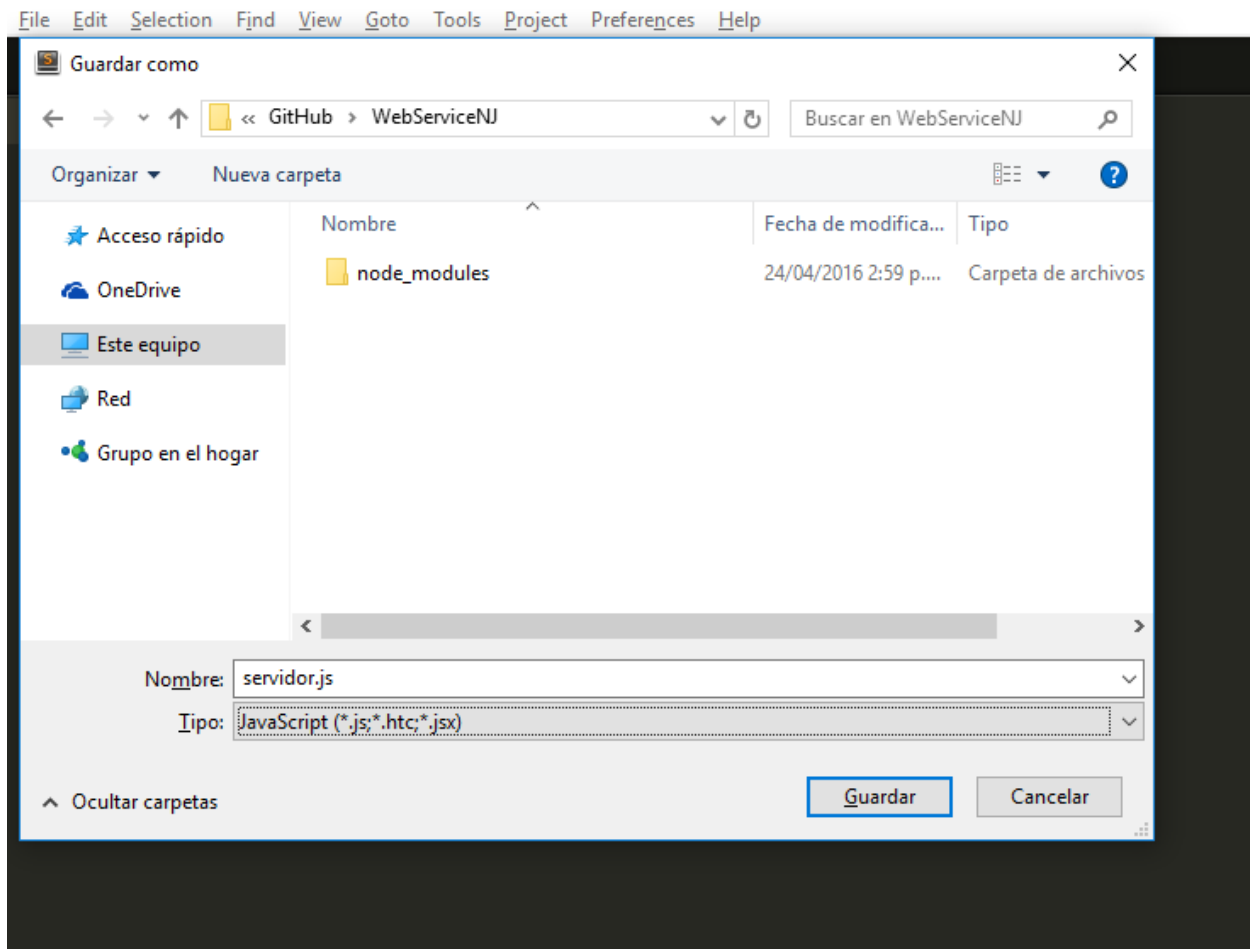 File Edit Selection Find View Goto Tools Project Preferences Help
Guardar como
« GitHub > WebServiceNJ
Buscar en WebServiceNJ
Organizar
Nueva carpeta
?
Acceso rápido
OneDrive
Este equipo
Red
Grupo en el hogar
Nombre Fecha de modifica... Tipo
node_modules 24/04/2016 2:59 p.... Carpeta de archivos
Nombre: servidor.js
Tipo: JavaScript (*.js;*.htc;*.jsx)
Ocultar carpetas
Guardar
Cancelar